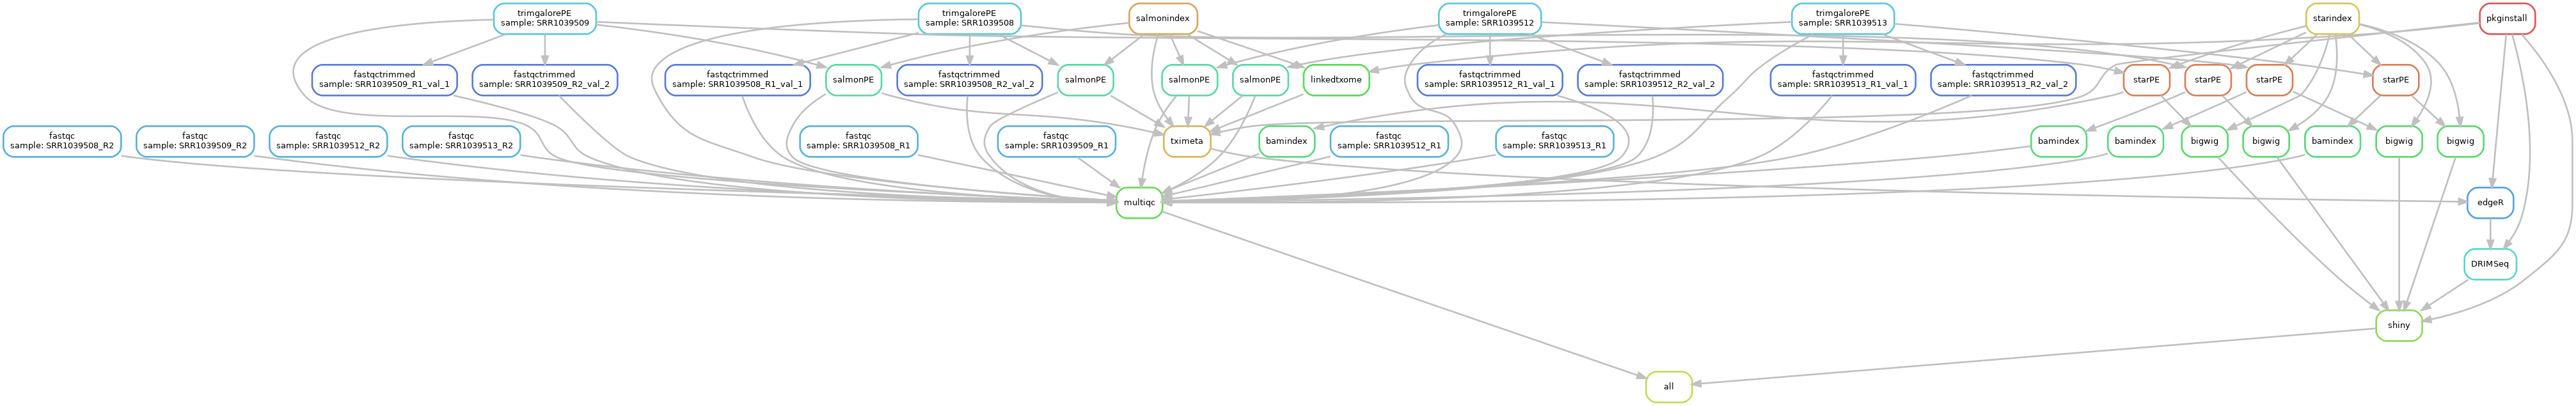 trimgalorePE
sample: SRR1039509
trimgalorePE
sample: SRR1039508
salmonindex
trimgalorePE
sample: SRR1039512
trimgalorePE
sample: SRR1039513
starindex
pkginstall
fastqctrimmed
sample: SRR1039509_R1_val_1
fastqctrimmed
sample: SRR1039509_R2_val_2
fastqctrimmed
sample: SRR1039508_R1_val_1
salmonPE
fastqctrimmed
sample: SRR1039508_R2_val_2
salmonPE
salmonPE
salmonPE
linkedtxome
fastqctrimmed
sample: SRR1039512_R1_val_1
fastqctrimmed
sample: SRR1039512_R2_val_2
fastqctrimmed
sample: SRR1039513_R1_val_1
fastqctrimmed
sample: SRR1039513_R2_val_2
starPE
starPE
starPE
starPE
fastqc
sample: SRR1039508_R2
fastqc
sample: SRR1039509_R2
fastqc
sample: SRR1039512_R2
fastqc
sample: SRR1039513_R2
fastqc
sample: SRR1039508_R1
fastqc
sample: SRR1039509_R1
tximeta
bamindex
fastqc
sample: SRR1039512_R1
fastqc
sample: SRR1039513_R1
bamindex
bamindex
bigwig
bigwig
bamindex
bigwig
bigwig
multiqc
edgeR
DRIMSeq
shiny
all